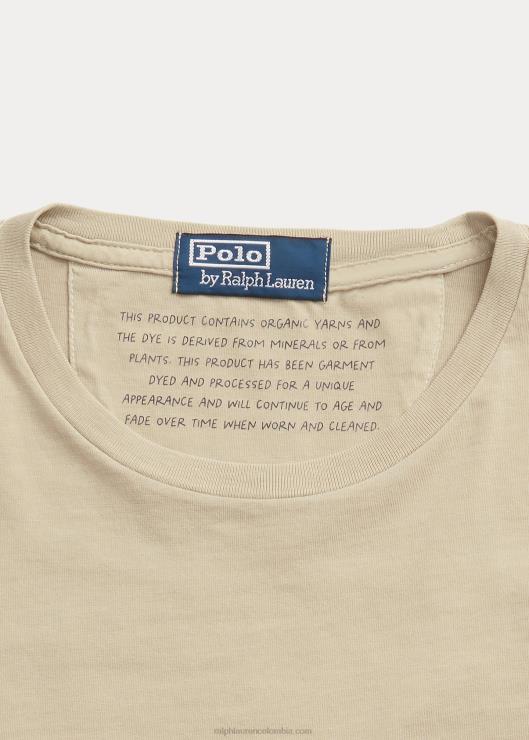 Polo
by Ralph Lauren
THIS PRODUCT CONTAINS ORGANIC YARNS AND
THE DYE IS DERIVED FROM MINERALS OR FROM
PLANTS. THIS PRODUCT HAS BEEN GARMENT
DYED AND PROCESSED FOR A UNIQUE
APPEARANCE AND WILL CONTINUE TO AGE AND
FADE OVER TIME WHEN WORN AND CLEANED.
ralphlaurencolombia.com